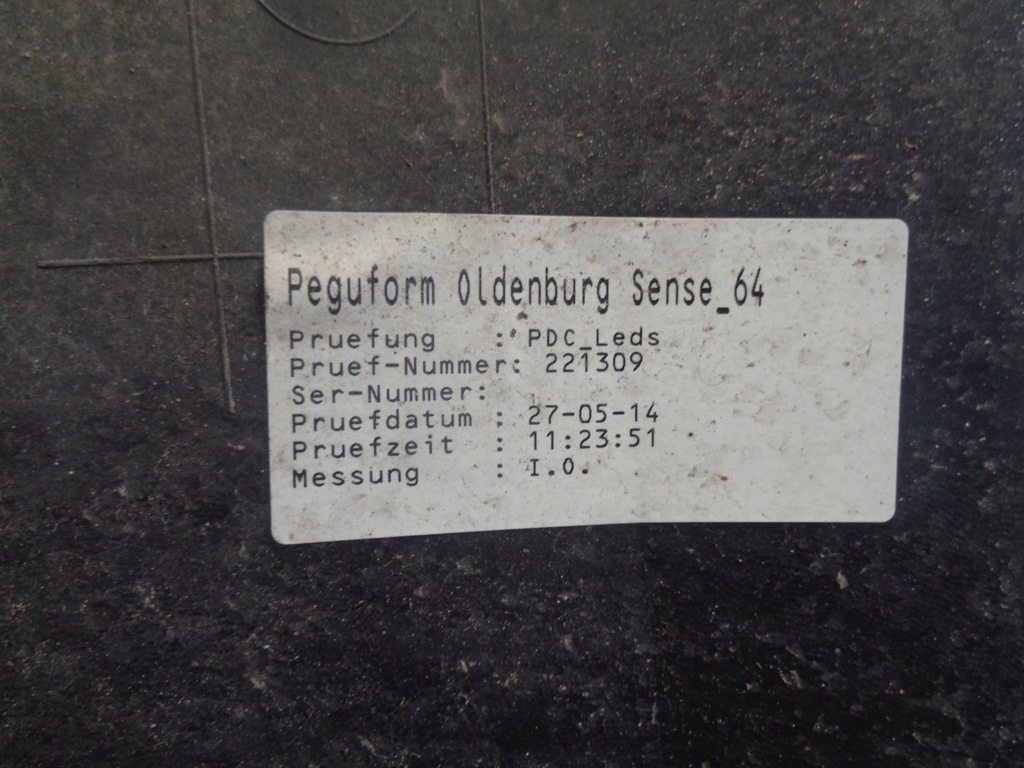 Peguform Oldenburg Sense_64
Pruefung : PDC_Leds
Pruef-Nummer: 221309
Ser-Nummer:
Pruefdatum : 27-05-14
Pruefzeit : 11:23:51
Messung : I.O.